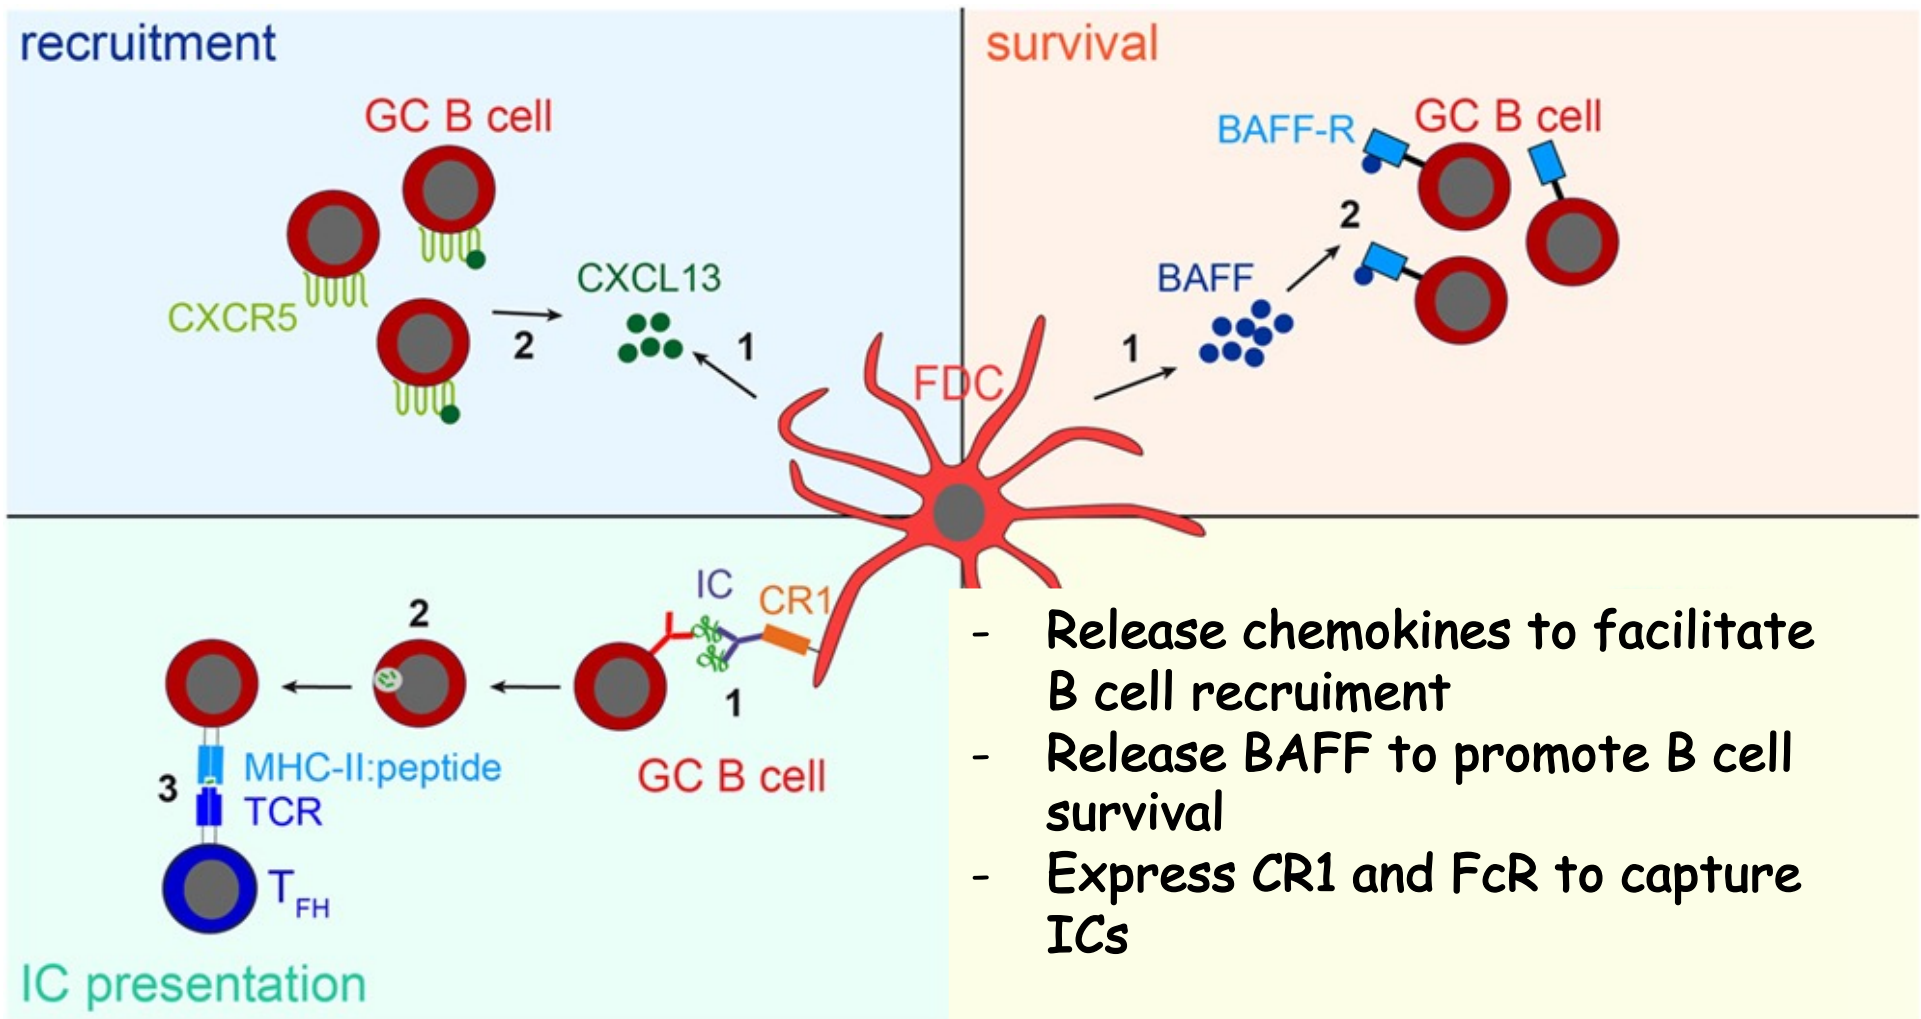 recruitment
GC B cell
CXCR5
2
CXCL13
1
survival
BAFF-R
GC B cell
2
BAFF
1
FDC
IC
CR1
1
GC B cell
2
3
MHC-II:peptide
TCR
TFH
IC presentation
- Release chemokines to facilitate
B cell recruiment
- Release BAFF to promote B cell
survival
- Express CR1 and FcR to capture
ICs